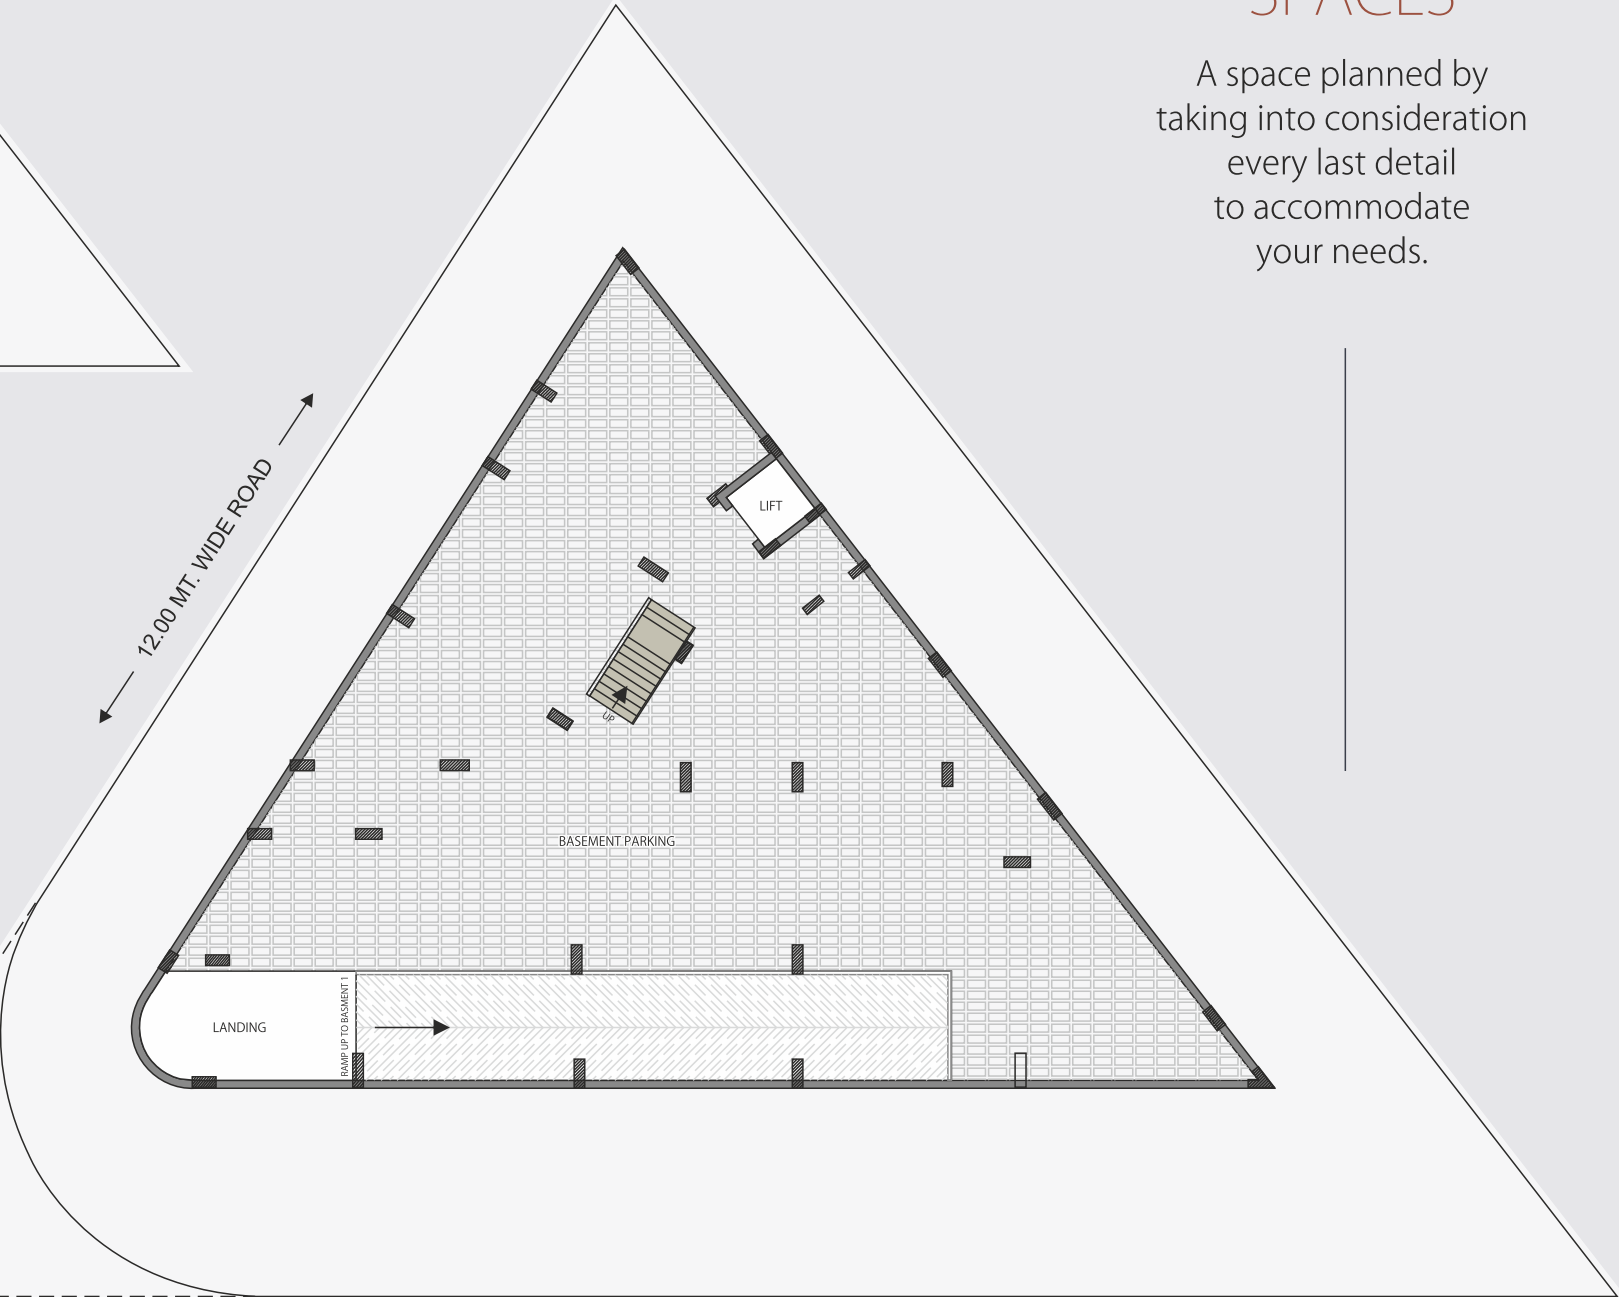 SPACES
A space planned by
taking into consideration
every last detail
to accommodate
your needs.
12.00 MT. WIDE ROAD
LIFT
UP
BASEMENT PARKING
LANDING
RAMP UP TO BASMENT 1